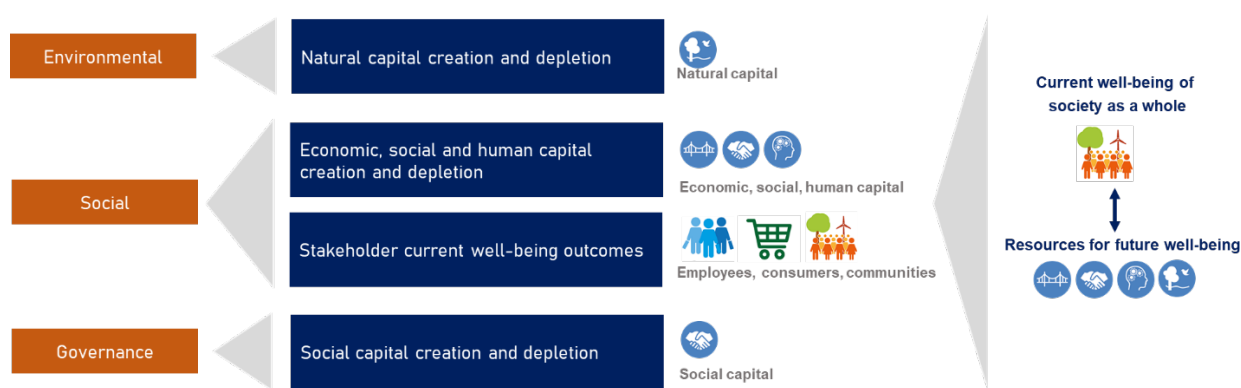 Environmental
Natural capital creation and depletion
Natural capital
Social
Economic, social and human capital
creation and depletion
Economic, social, human capital
Stakeholder current well-being outcomes
Employees, consumers, communities
Governance
Social capital creation and depletion
Social capital
Current well-being of
society as a whole
Resources for future well-being